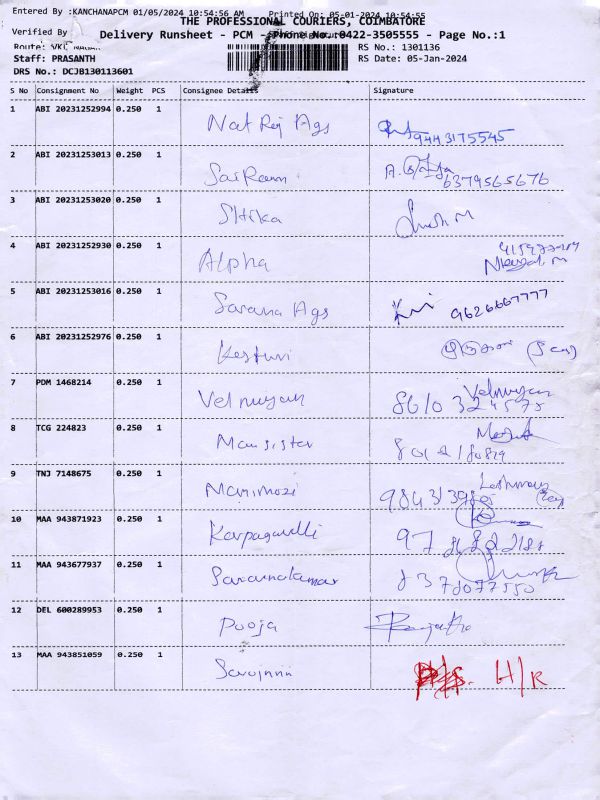 Entered By :KANCHANAPCM 01/05/2024 10:54:56 AM Printed On: 05-01-2024 10:54:55
THE PROFESSIONAL COURIERS, COIMBATORE
Verified By
Delivery Runsheet - PCM - Phone No.:0422-3505555 - Page No.:1
Route:
RS No.: 1301136
Staff: PRASANTH
RS Date: 05-Jan-2024
DRS No.: DCJB130113601
S No Consignment No Weight PCS Consignee Details Signature
1 ABI 20231252994 0.250 1 Nat Raj Ags 9443175545
2 ABI 20231253013 0.250 1 SaiRam 6379565676
3 ABI 20231253020 0.250 1
4 ABI 20231252930 0.250 1 Alpha
5 ABI 20231253016 0.250 1 Sarana Ags 9626667777
6 ABI 20231252976 0.250 1 Kasturi
7 PDM 1468214 0.250 1 Velmurugan 8610 324575
8 TCG 224823 0.250 1
9 TNJ 7148675 0.250 1 Manimozi
10 MAA 943871923 0.250 1 Karpagavalli
11 MAA 943677937 0.250 1 Saravanakumar
12 DEL 600289953 0.250 1 Pooja
13 MAA 943851059 0.250 1 H/R